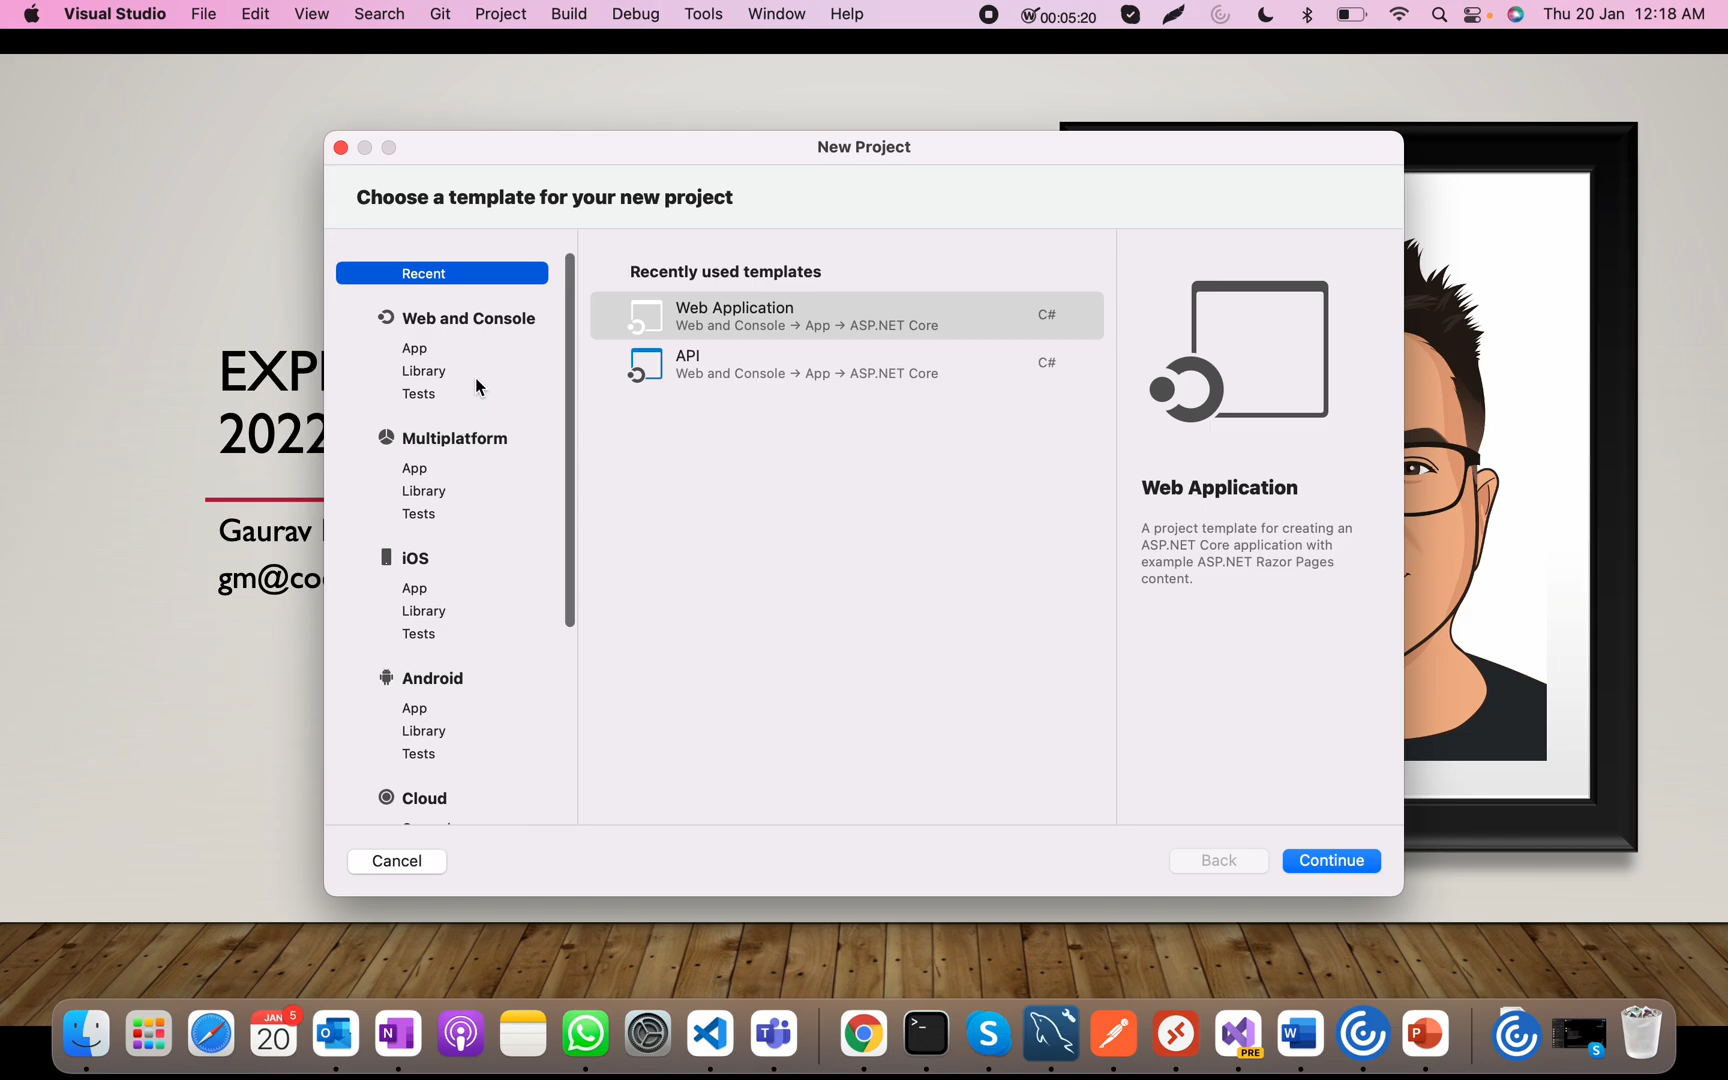 Visual Studio File Edit View Search Git Project Build Debug Tools Window Help 00:05:20 Thu 20 Jan 12:18 AM
New Project
Choose a template for your new project
Recent
Web and Console
App
Library
Tests
Multiplatform
App
Library
Tests
iOS
App
Library
Tests
Android
App
Library
Tests
Cloud
Recently used templates
Web Application
Web and Console → App → ASP.NET Core
C#
API
Web and Console → App → ASP.NET Core
C#
Web Application
A project template for creating an
ASP.NET Core application with
example ASP.NET Razor Pages
content.
Cancel
Back
Continue
2022
Gaurav
JAN
5
20
PRE